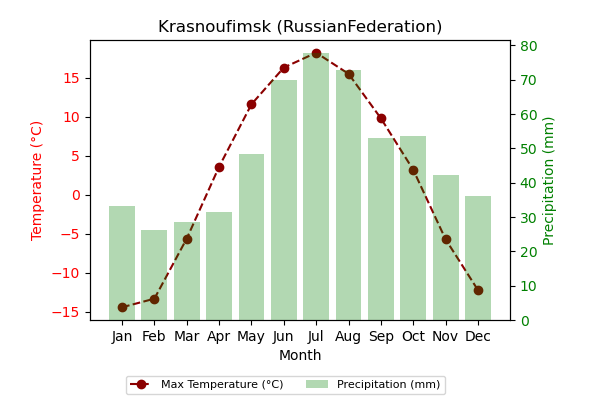 Krasnoufimsk (RussianFederation)
Temperature (°C)
15
10
5
0
−5
−10
−15
80
70
60
50
40
30
20
10
0
Precipitation (mm)
Jan Feb Mar Apr May Jun Jul Aug Sep Oct Nov Dec
Month
Max Temperature (°C) Precipitation (mm)